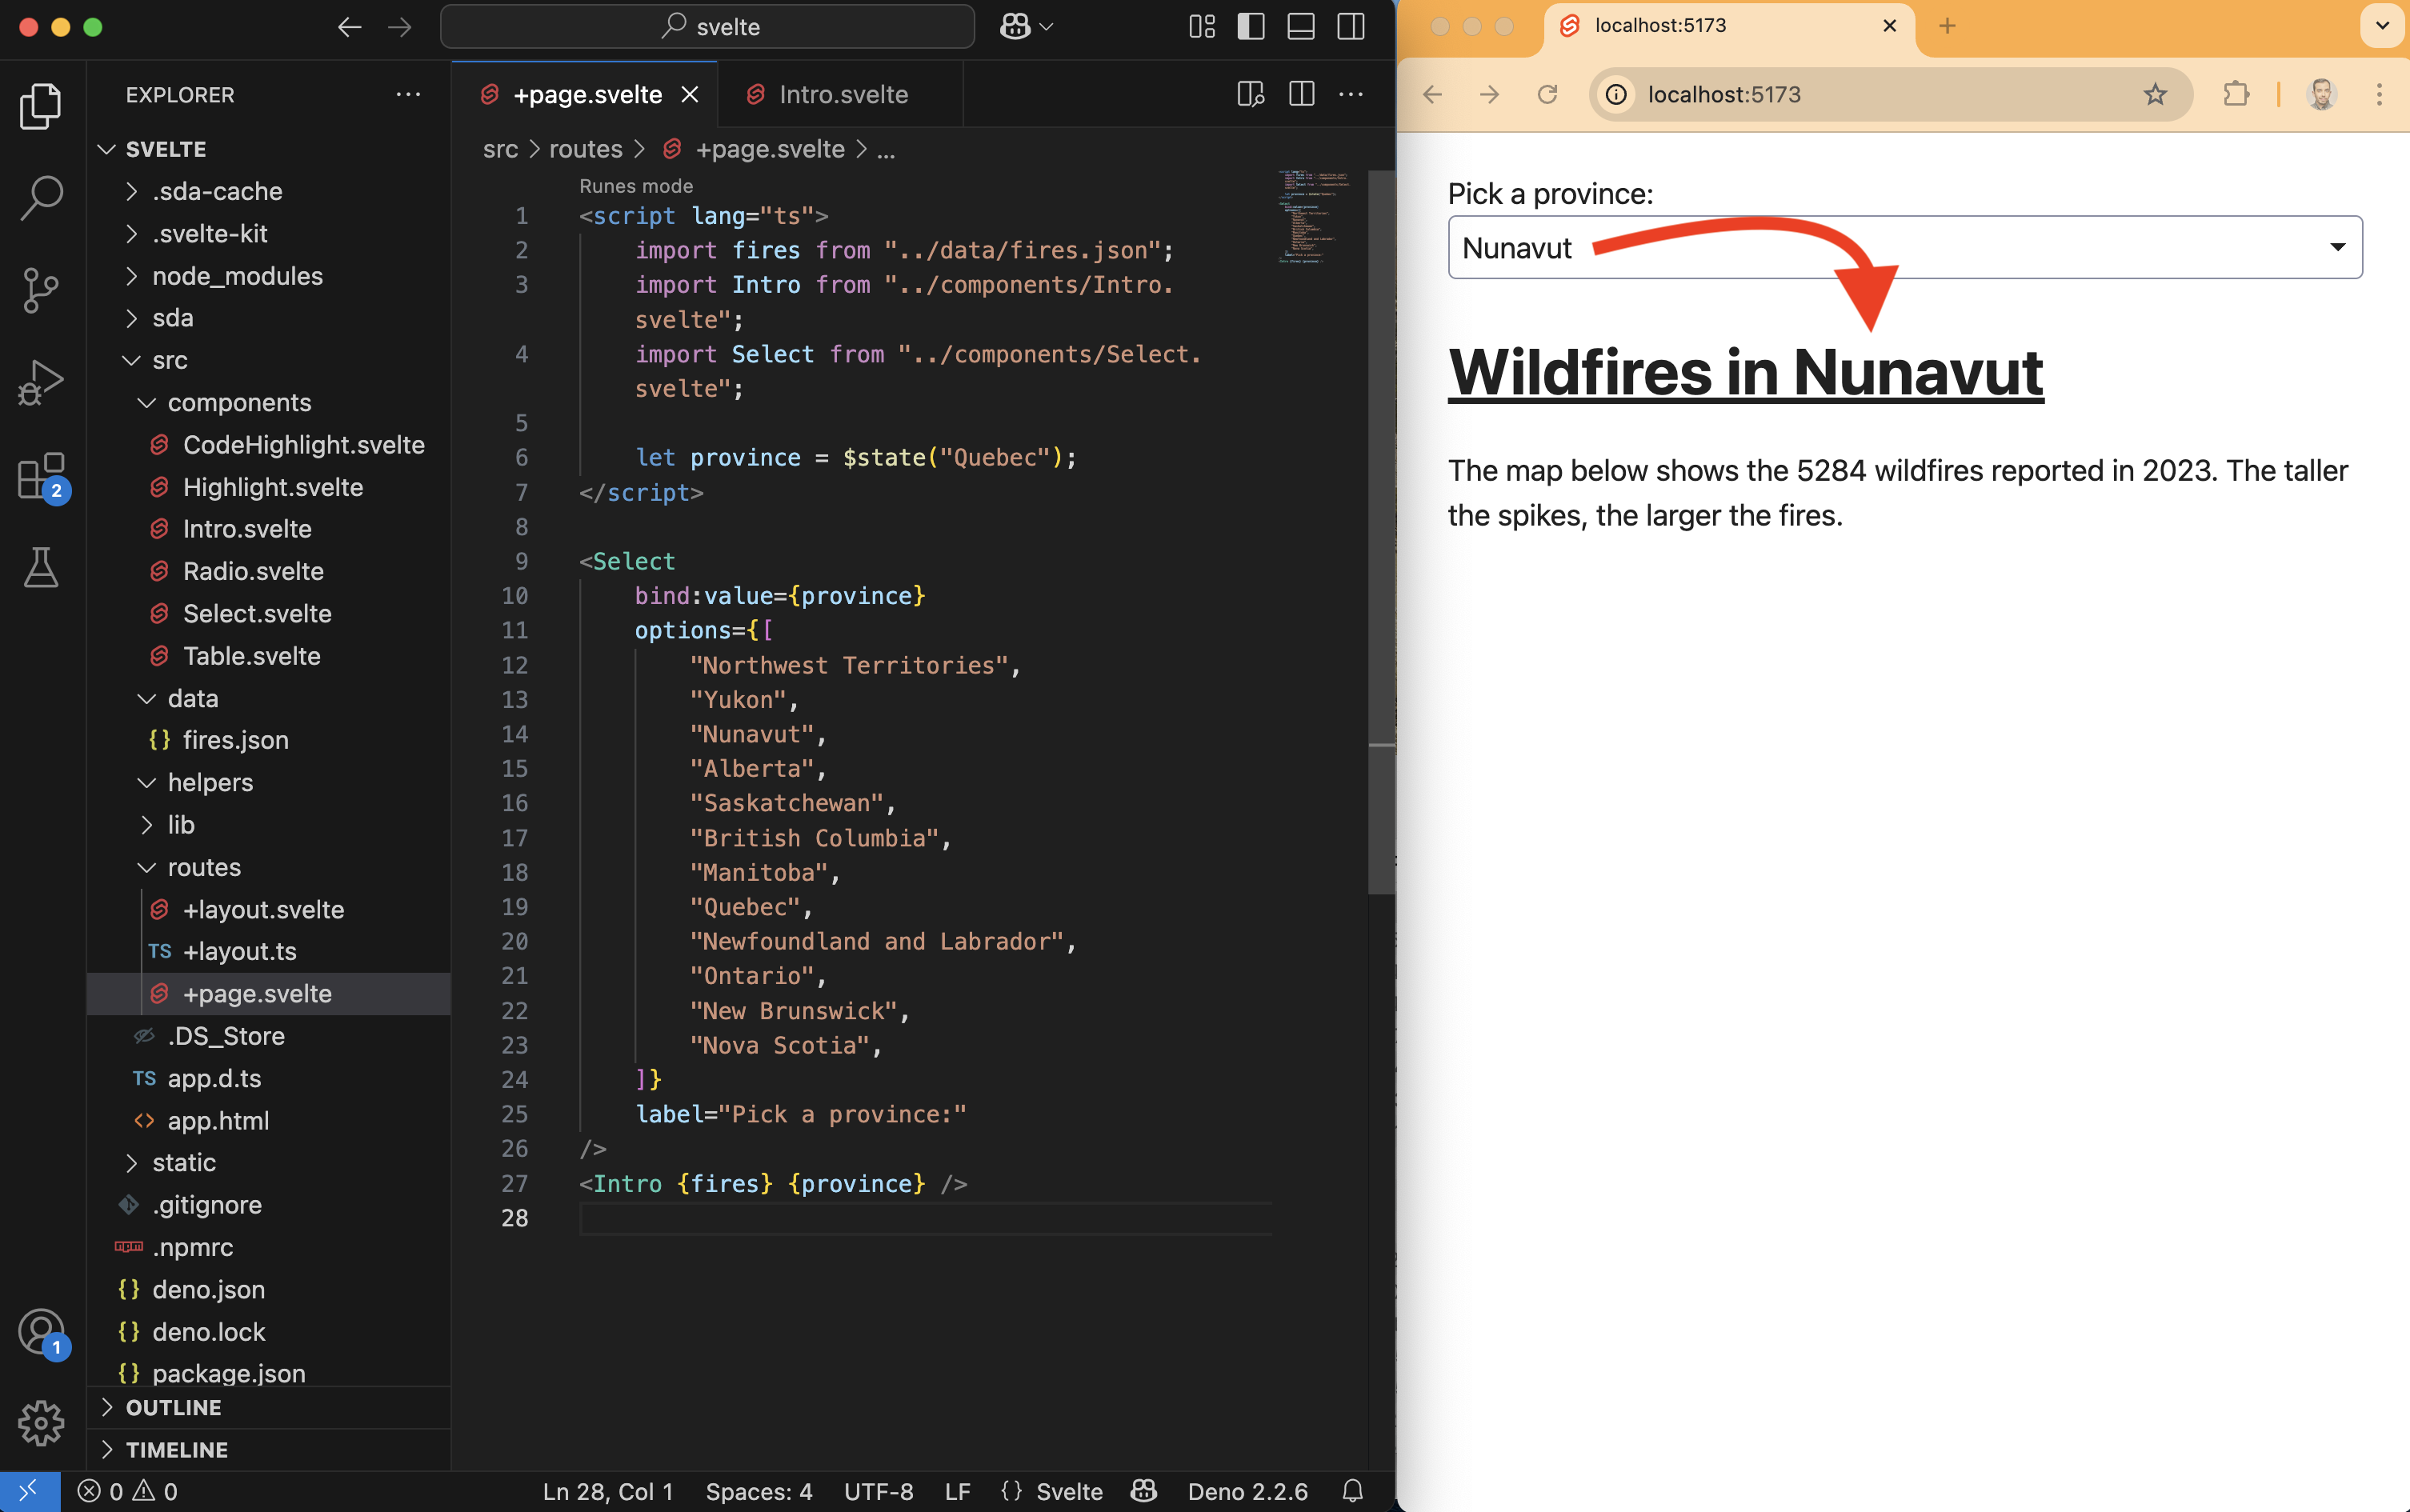 svelte
EXPLORER
SVELTE
.sda-cache
.svelte-kit
node_modules
sda
src
components
CodeHighlight.svelte
Highlight.svelte
Intro.svelte
Radio.svelte
Select.svelte
Table.svelte
data
{} fires.json
helpers
lib
routes
+layout.svelte
TS +layout.ts
+page.svelte
.DS_Store
TS app.d.ts
<> app.html
static
.gitignore
.npmrc
{} deno.json
{} deno.lock
{} package.json
OUTLINE
TIMELINE
2
1
+page.svelte
Intro.svelte
src > routes > +page.svelte > ...
Runes mode
1 <script lang="ts">
2 import fires from "../data/fires.json";
3 import Intro from "../components/Intro.
svelte";
4 import Select from "../components/Select.
svelte";
5
6 let province = $state("Quebec");
7 </script>
8
9 <Select
10 bind:value={province}
11 options={[
12 "Northwest Territories",
13 "Yukon",
14 "Nunavut",
15 "Alberta",
16 "Saskatchewan",
17 "British Columbia",
18 "Manitoba",
19 "Quebec",
20 "Newfoundland and Labrador",
21 "Ontario",
22 "New Brunswick",
23 "Nova Scotia",
24 ]}
25 label="Pick a province:"
26 />
27 <Intro {fires} {province} />
28
0 0
Ln 28, Col 1 Spaces: 4 UTF-8 LF {} Svelte Deno 2.2.6
localhost:5173
localhost:5173
Pick a province:
Nunavut
Wildfires in Nunavut
The map below shows the 5284 wildfires reported in 2023. The taller
the spikes, the larger the fires.